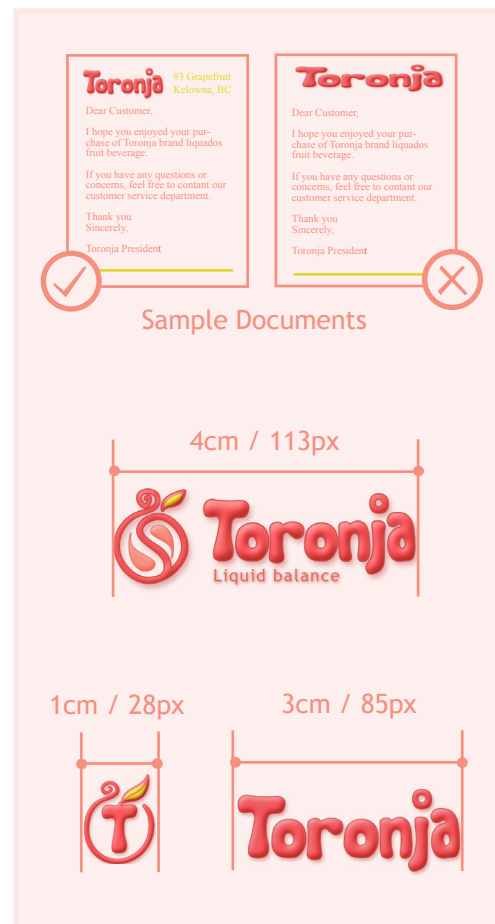 Toronja
#3 Grapefruit
Kelowna, BC
Dear Customer,
I hope you enjoyed your pur-
chase of Toronja brand liquados
fruit beverage.
If you have any questions or
concerns, feel free to contant our
customer service department.
Thank you
Sincerely,
Toronja President
Toronja
Dear Customer,
I hope you enjoyed your pur-
chase of Toronja brand liquados
fruit beverage.
If you have any questions or
concerns, feel free to contant our
customer service department.
Thank you
Sincerely,
Toronja President
Sample Documents
4cm / 113px
Toronja
Liquid balance
1cm / 28px
3cm / 85px
T
Toronja